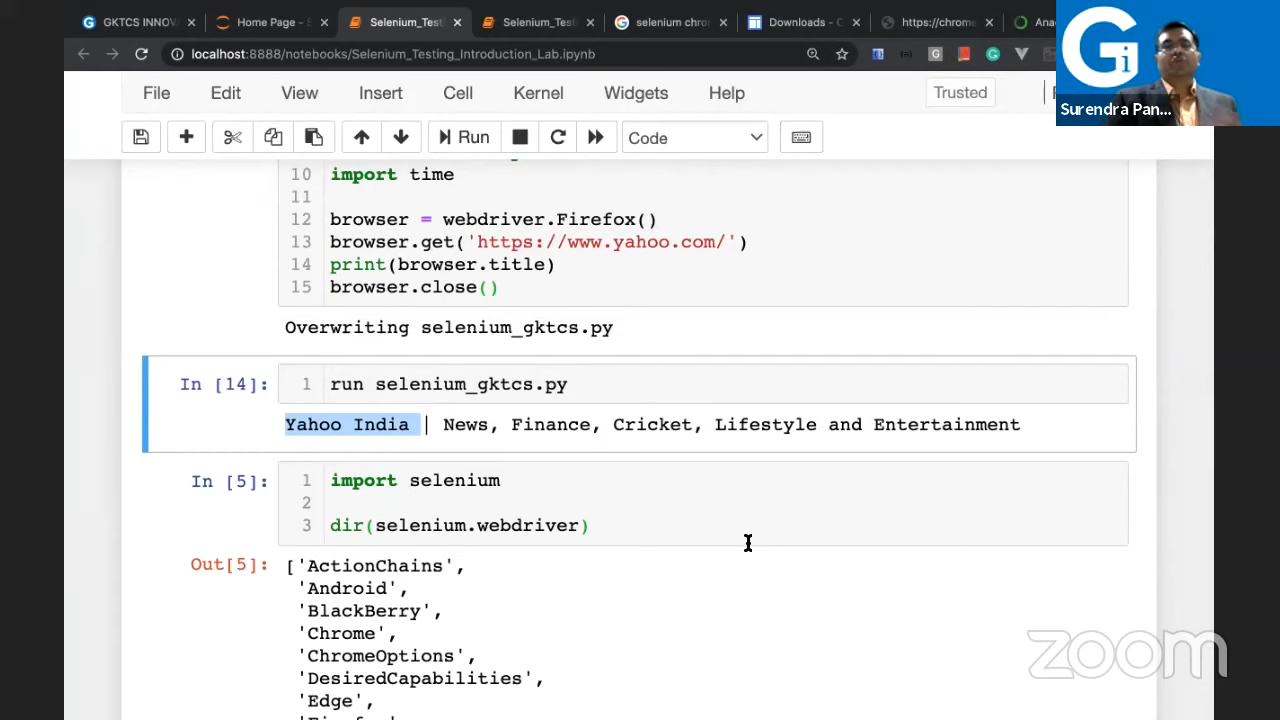 GKTCS INNOV
Home Page - S
Selenium_Testi
Selenium_Testi
selenium chro
Downloads - C
https://chrome
Ana
localhost:8888/notebooks/Selenium_Testing_Introduction_Lab.ipynb
Gi
Surendra Pan...
File Edit View Insert Cell Kernel Widgets Help Trusted
Run Code
10 import time
11
12 browser = webdriver.Firefox()
13 browser.get('https://www.yahoo.com/')
14 print(browser.title)
15 browser.close()
Overwriting selenium_gktcs.py
In [14]: 1 run selenium_gktcs.py
Yahoo India | News, Finance, Cricket, Lifestyle and Entertainment
In [5]: 1 import selenium
2
3 dir(selenium.webdriver)
Out[5]: ['ActionChains',
'Android',
'BlackBerry',
'Chrome',
'ChromeOptions',
'DesiredCapabilities',
'Edge',
zoom